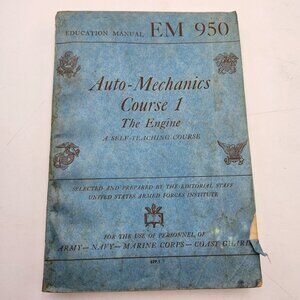 EDUCATION MANUAL EM 950
Auto-Mechanics
Course 1
The Engine
A SELF-TEACHING COURSE
SELECTED AND PREPARED BY THE EDITORIAL STAFF
UNITED STATES ARMED FORCES INSTITUTE
FOR THE USE OF PERSONNEL OF
ARMY—NAVY—MARINE CORPS—COAST GUARD